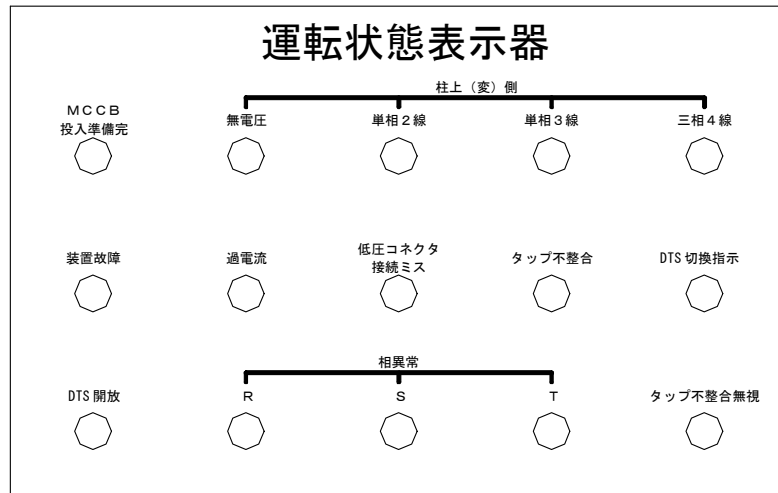 運転状態表示器
柱上（変）側
ＭＣＣＢ
投入準備完
無電圧
単相２線
単相３線
三相４線
装置故障
過電流
低圧コネクタ
接続ミス
タップ不整合
DTS 切換指示
相異常
DTS 開放
Ｒ
Ｓ
Ｔ
タップ不整合無視